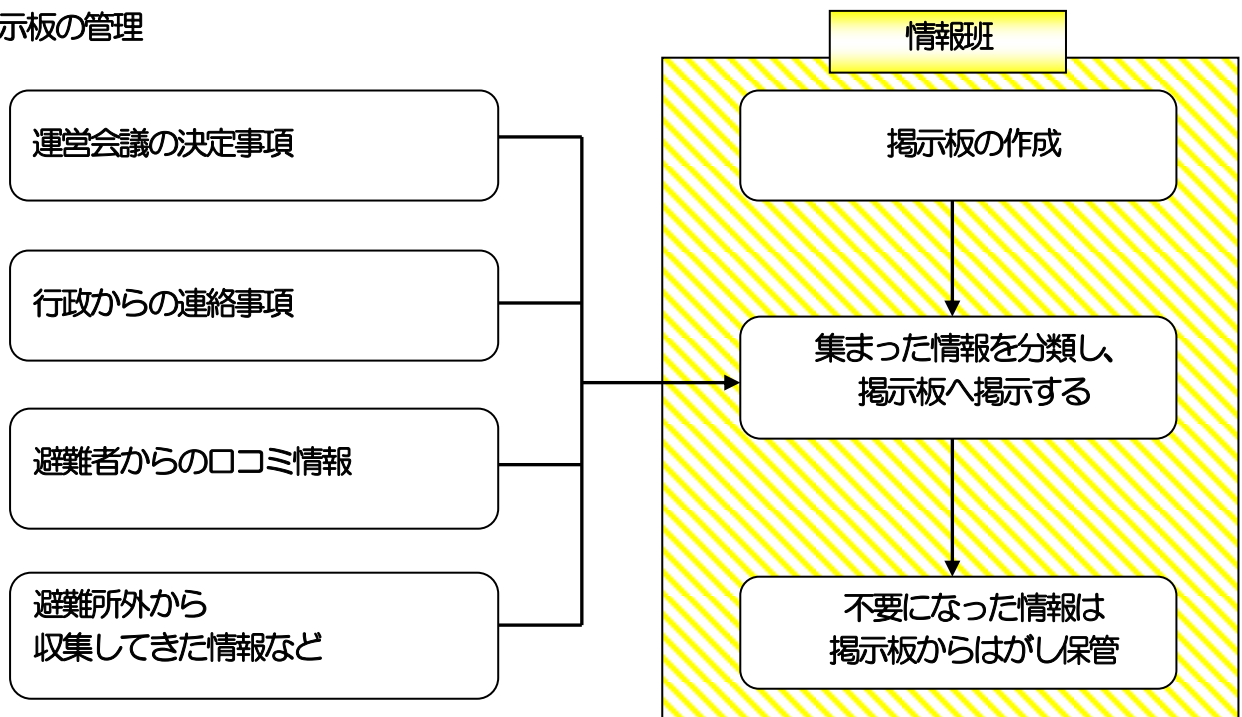 示板の管理
情報班
運営会議の決定事項
行政からの連絡事項
避難者からの口コミ情報
避難所外から
収集してきた情報など
掲示板の作成
集まった情報を分類し、
掲示板へ掲示する
不要になった情報は
掲示板からはがし保管